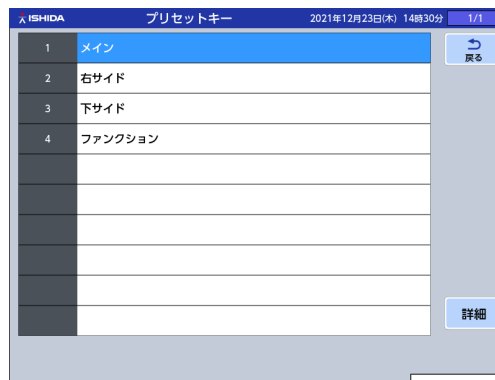 ISHIDA プリセットキー 2021年12月23日(木) 14時30分 1/1
1 メイン
戻る
2 右サイド
3 下サイド
4 ファンクション
詳細